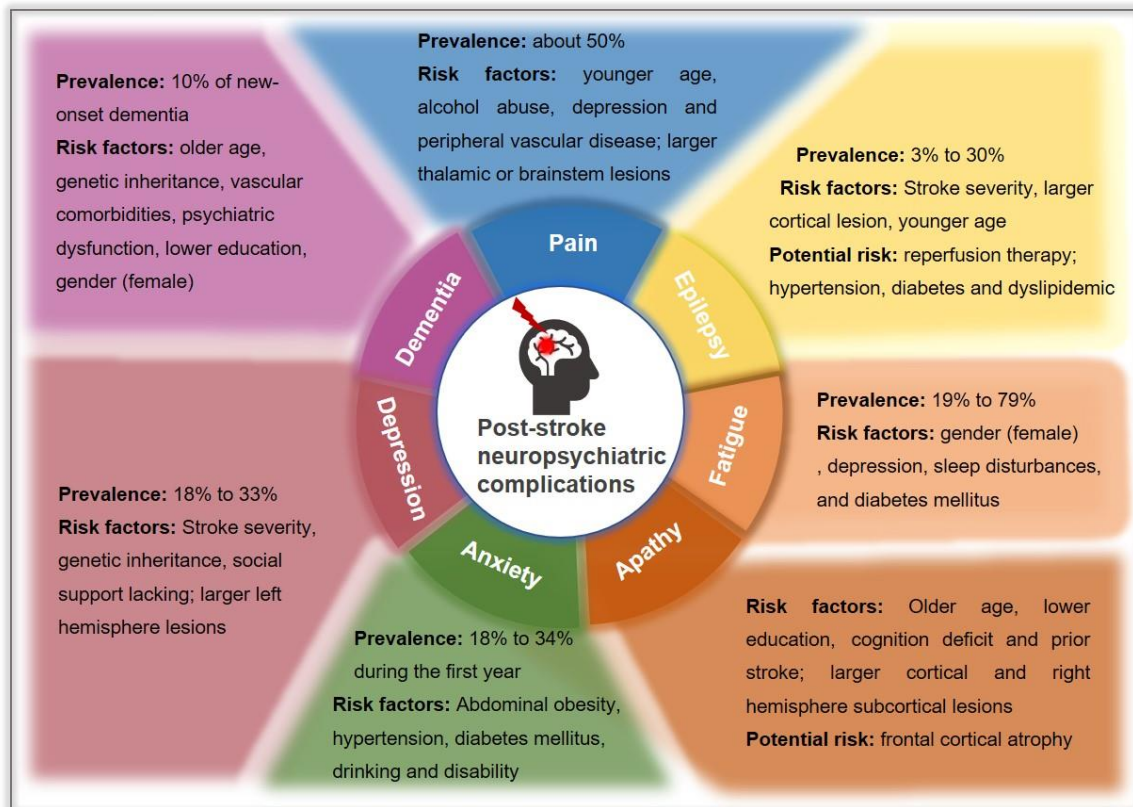 Prevalence: 10% of new-
onset dementia
Risk factors: older age,
genetic inheritance, vascular
comorbidities, psychiatric
dysfunction, lower education,
gender (female)
Prevalence: about 50%
Risk factors: younger age,
alcohol abuse, depression and
peripheral vascular disease; larger
thalamic or brainstem lesions
Prevalence: 3% to 30%
Risk factors: Stroke severity, larger
cortical lesion, younger age
Potential risk: reperfusion therapy;
hypertension, diabetes and dyslipidemic
Pain
Dementia
Epilepsy
Depression
Fatigue
Anxiety
Apathy
Post-stroke
neuropsychiatric
complications
Prevalence: 19% to 79%
Risk factors: gender (female)
, depression, sleep disturbances,
and diabetes mellitus
Prevalence: 18% to 33%
Risk factors: Stroke severity,
genetic inheritance, social
support lacking; larger left
hemisphere lesions
Prevalence: 18% to 34%
during the first year
Risk factors: Abdominal obesity,
hypertension, diabetes mellitus,
drinking and disability
Risk factors: Older age, lower
education, cognition deficit and prior
stroke; larger cortical and right
hemisphere subcortical lesions
Potential risk: frontal cortical atrophy